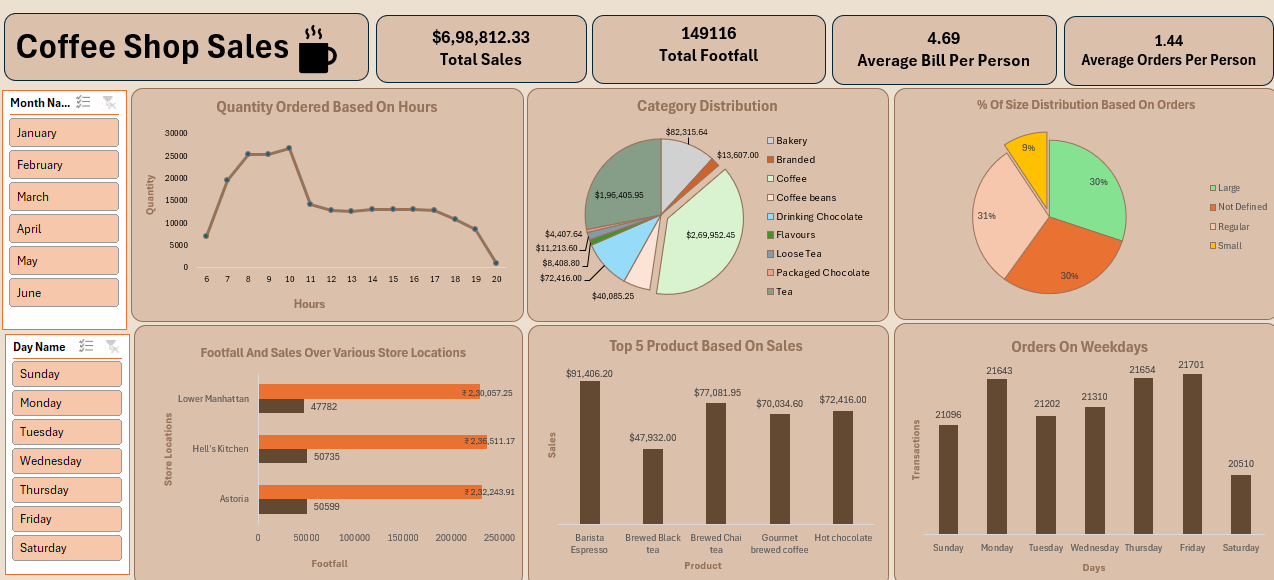 Coffee Shop Sales
$6,98,812.33
Total Sales
149116
Total Footfall
4.69
Average Bill Per Person
1.44
Average Orders Per Person
Month Na...
January
February
March
April
May
June
Day Name
Sunday
Monday
Tuesday
Wednesday
Thursday
Friday
Saturday
Quantity Ordered Based On Hours
Quantity
30000
25000
20000
15000
10000
5000
0
6 7 8 9 10 11 12 13 14 15 16 17 18 19 20
Hours
Category Distribution
$82,315.64
$13,607.00
$2,69,952.45
$40,085.25
$72,416.00
$8,408.80
$11,213.60
$4,407.64
$1,96,405.95
Bakery
Branded
Coffee
Coffee beans
Drinking Chocolate
Flavours
Loose Tea
Packaged Chocolate
Tea
% Of Size Distribution Based On Orders
9%
30%
31%
30%
Large
Not Defined
Regular
Small
Footfall And Sales Over Various Store Locations
Store Locations
Lower Manhattan
₹ 2,30,057.25
47782
Hell's Kitchen
₹ 2,36,511.17
50735
Astoria
₹ 2,32,243.91
50599
0 50000 100000 150000 200000 250000
Footfall
Top 5 Product Based On Sales
Sales
$91,406.20
$47,932.00
$77,081.95
$70,034.60
$72,416.00
Barista Brewed Black Brewed Chai Gourmet Hot chocolate
Espresso tea tea brewed coffee
Product
Orders On Weekdays
Transactions
21096
21643
21202
21310
21654
21701
20510
Sunday Monday Tuesday Wednesday Thursday Friday Saturday
Days